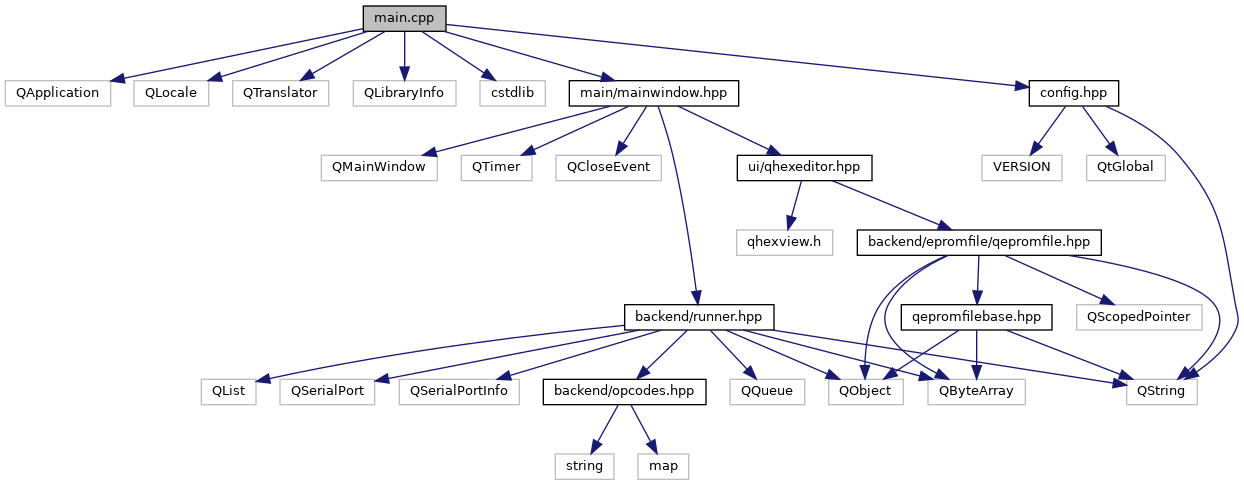 main.cpp
QApplication
QLocale
QTranslator
QLibraryInfo
cstdlib
main/mainwindow.hpp
config.hpp
QMainWindow
QTimer
QCloseEvent
ui/qhexeditor.hpp
VERSION
QtGlobal
qhexview.h
backend/epromfile/qepromfile.hpp
backend/runner.hpp
qepromfilebase.hpp
QScopedPointer
QList
QSerialPort
QSerialPortInfo
backend/opcodes.hpp
QQueue
QObject
QByteArray
QString
string
map